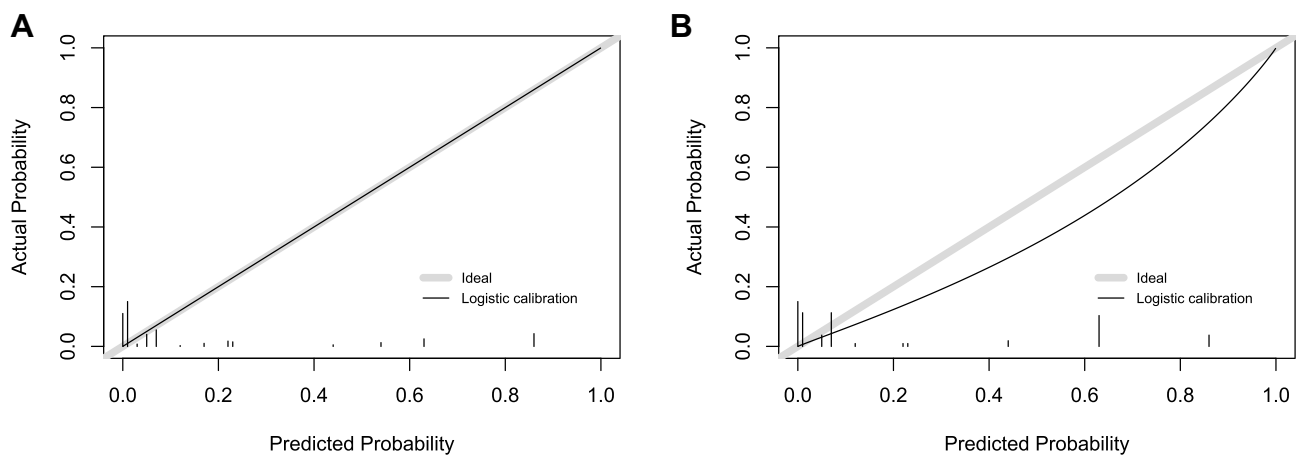 A
Actual Probability
1.0
0.8
0.6
0.4
0.2
0.0
Ideal
Logistic calibration
0.0 0.2 0.4 0.6 0.8 1.0
Predicted Probability
B
Actual Probability
1.0
0.8
0.6
0.4
0.2
0.0
Ideal
Logistic calibration
0.0 0.2 0.4 0.6 0.8 1.0
Predicted Probability